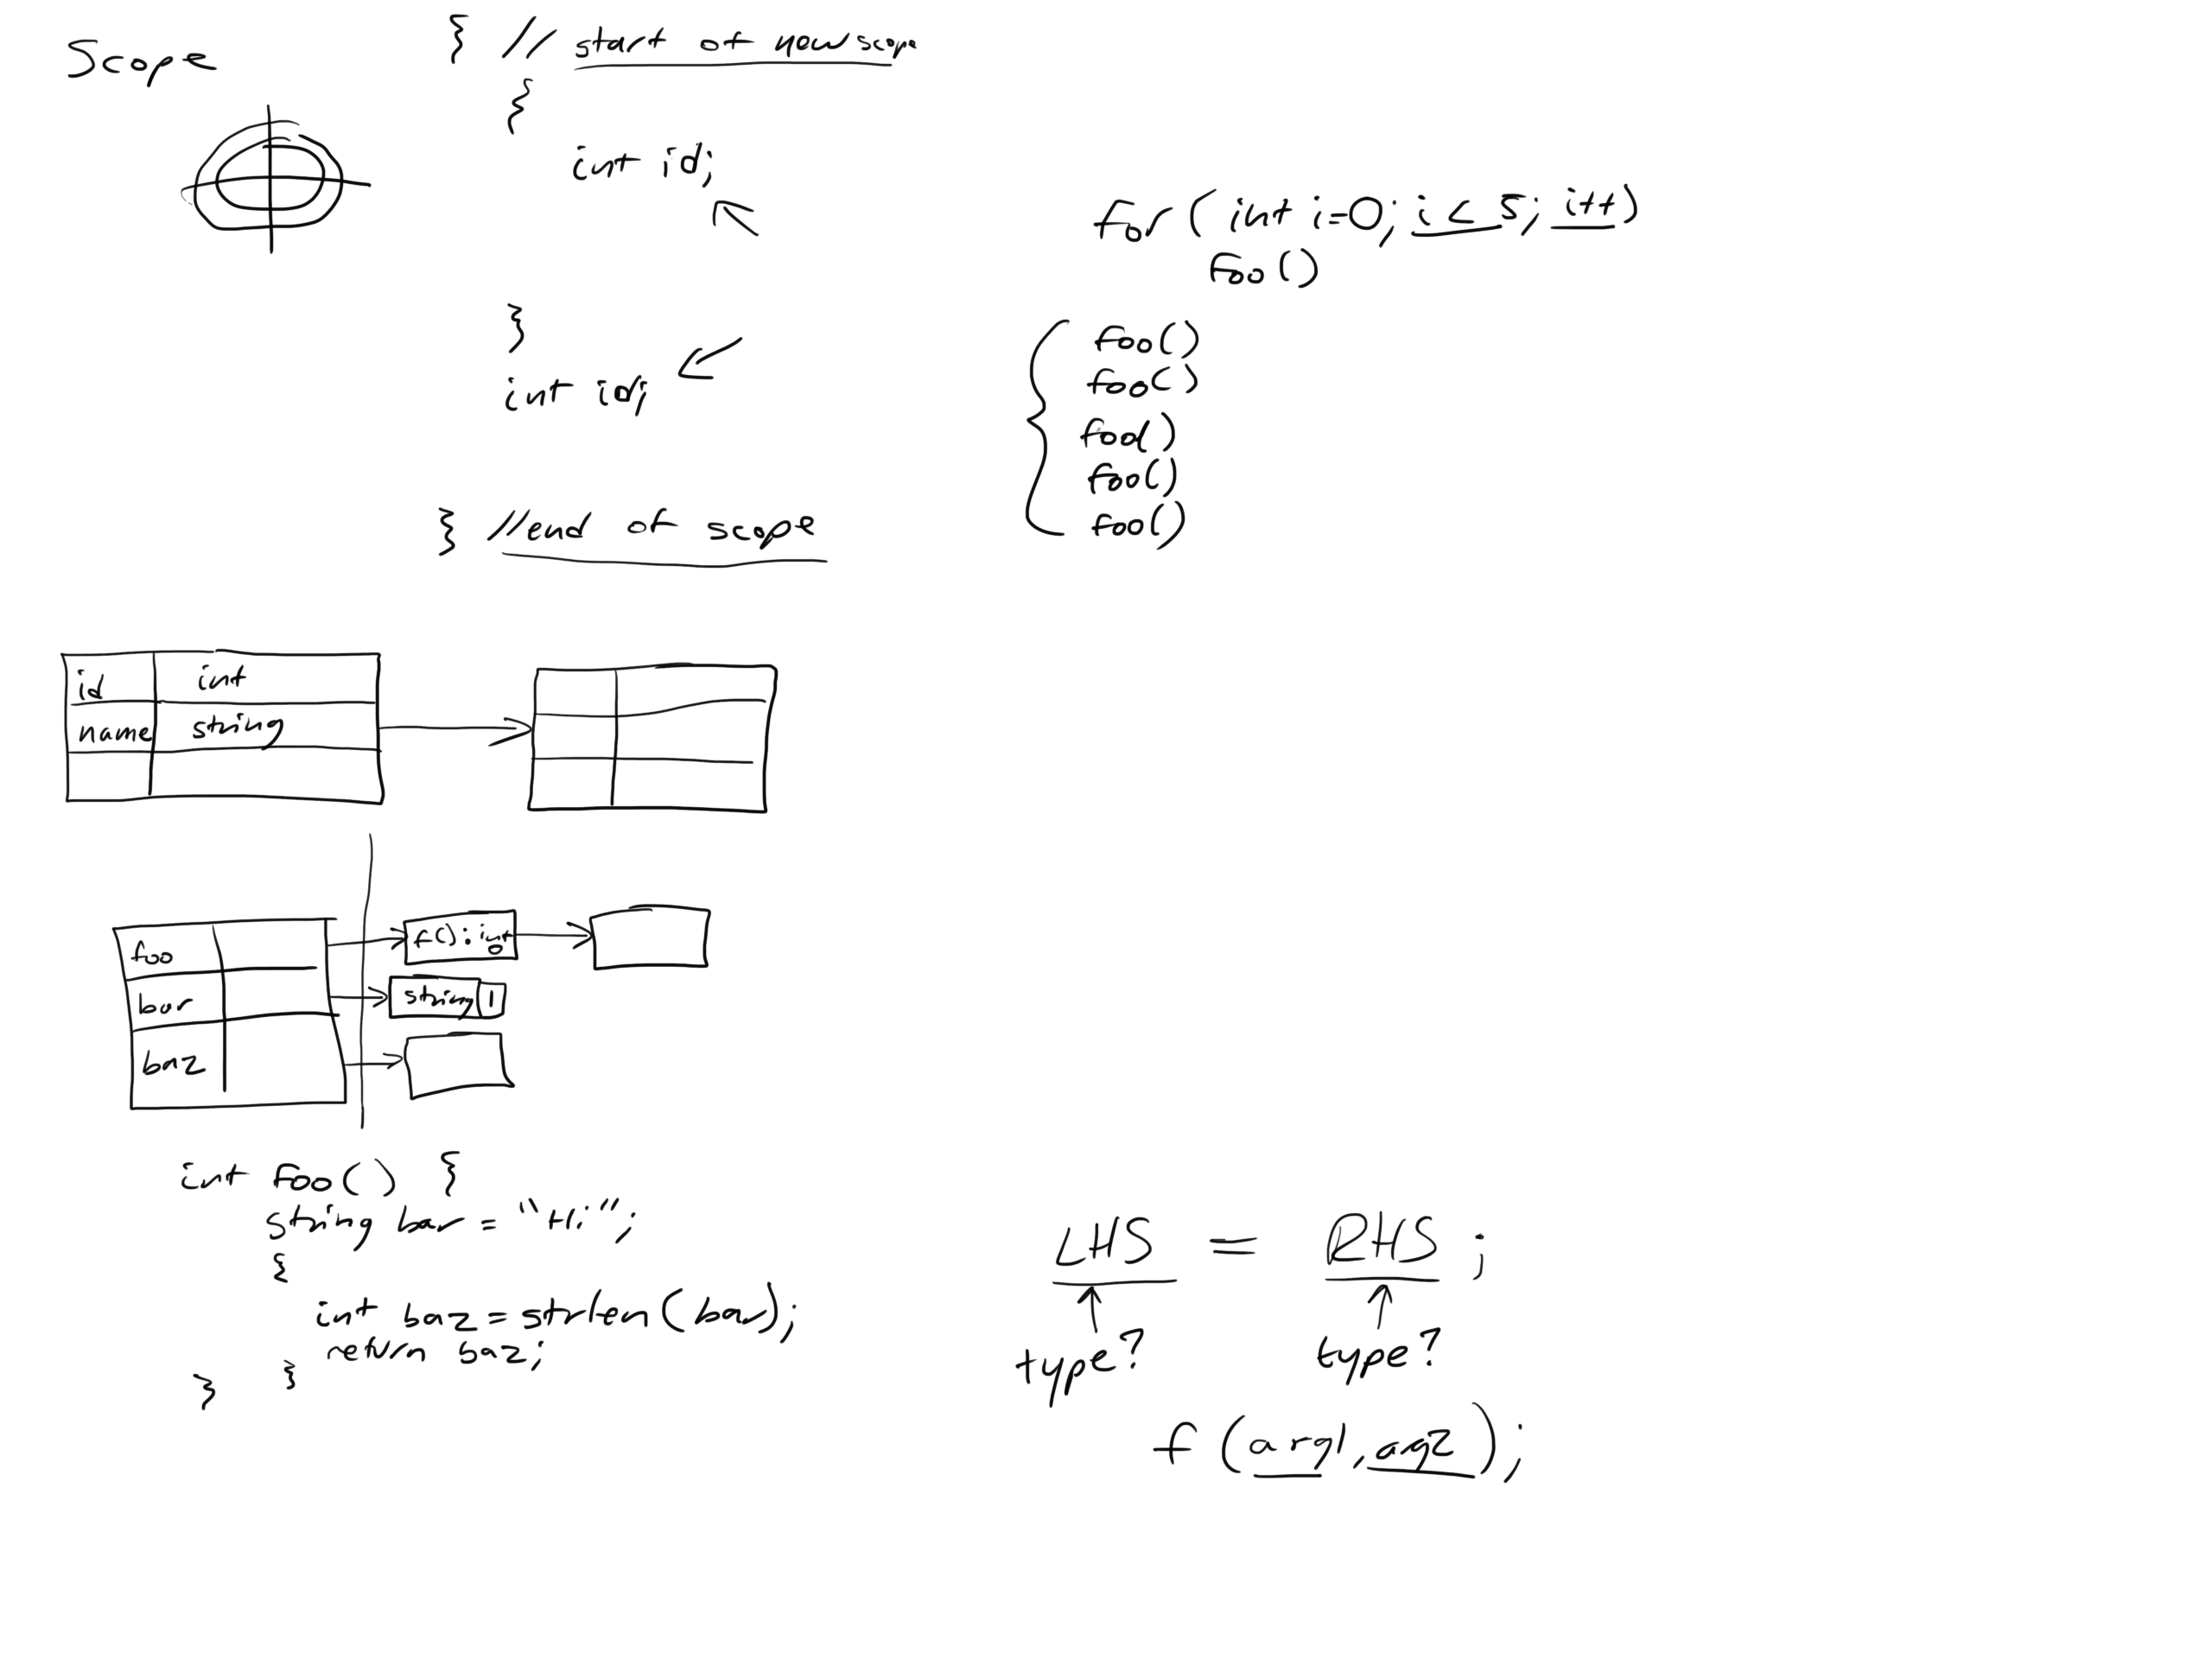 Scope
{ // start of new scope
{
int id;
}
int id;
} //end of scope
for (int i=0; i < 5; i++)
foo()
foo()
foo()
foo()
foo()
foo()
id int
name string
foo f(): int 0
bar string 1
baz
int foo() {
string bar = "Hi";
{
int baz = strlen(bar);
return baz;
}
}
LHS = RHS ;
type? type?
f (arg1, arg2);